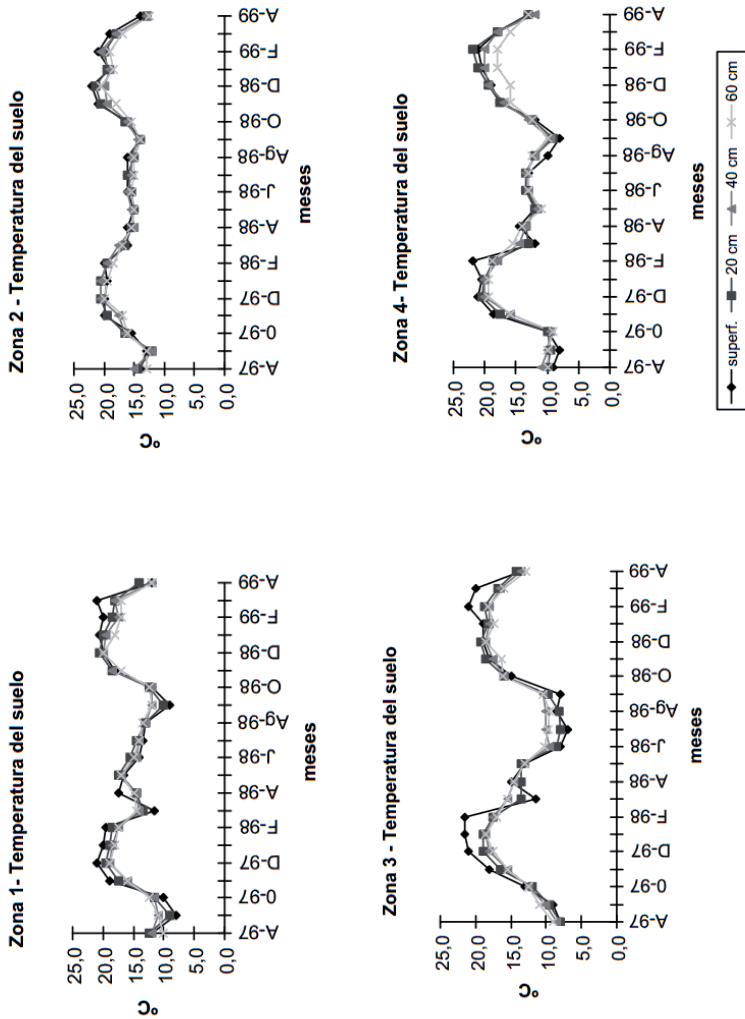 Zona 1- Temperatura del suelo
ºC
25,0
20,0
15,0
10,0
5,0
0,0
A-97 0-97 D-97 F-98 A-98 J-98 Ag-98 O-98 D-98 F-99 A-99
meses
Zona 2 - Temperatura del suelo
ºC
25,0
20,0
15,0
10,0
5,0
0,0
A-97 0-97 D-97 F-98 A-98 J-98 Ag-98 O-98 D-98 F-99 A-99
meses
Zona 3 - Temperatura del suelo
ºC
25,0
20,0
15,0
10,0
5,0
0,0
A-97 0-97 D-97 F-98 A-98 J-98 Ag-98 O-98 D-98 F-99 A-99
meses
Zona 4- Temperatura del suelo
ºC
25,0
20,0
15,0
10,0
5,0
0,0
A-97 0-97 D-97 F-98 A-98 J-98 Ag-98 O-98 D-98 F-99 A-99
meses
superf. 20 cm 40 cm 60 cm